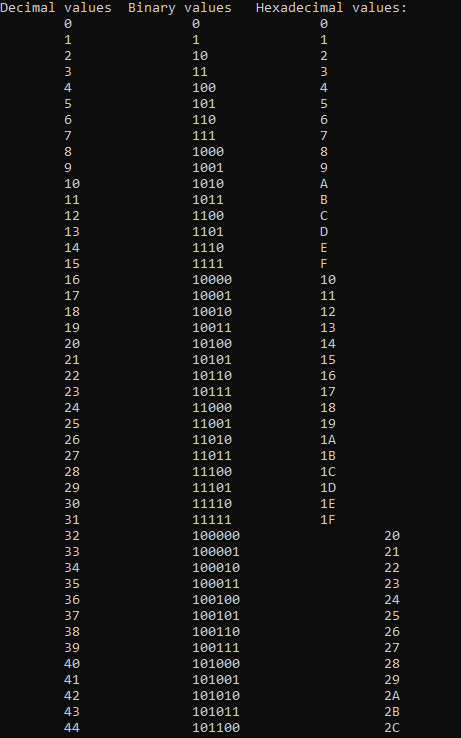 Decimal values  Binary values   Hexadecimal values:
0 0 0
1 1 1
2 10 2
3 11 3
4 100 4
5 101 5
6 110 6
7 111 7
8 1000 8
9 1001 9
10 1010 A
11 1011 B
12 1100 C
13 1101 D
14 1110 E
15 1111 F
16 10000 10
17 10001 11
18 10010 12
19 10011 13
20 10100 14
21 10101 15
22 10110 16
23 10111 17
24 11000 18
25 11001 19
26 11010 1A
27 11011 1B
28 11100 1C
29 11101 1D
30 11110 1E
31 11111 1F
32 100000 20
33 100001 21
34 100010 22
35 100011 23
36 100100 24
37 100101 25
38 100110 26
39 100111 27
40 101000 28
41 101001 29
42 101010 2A
43 101011 2B
44 101100 2C